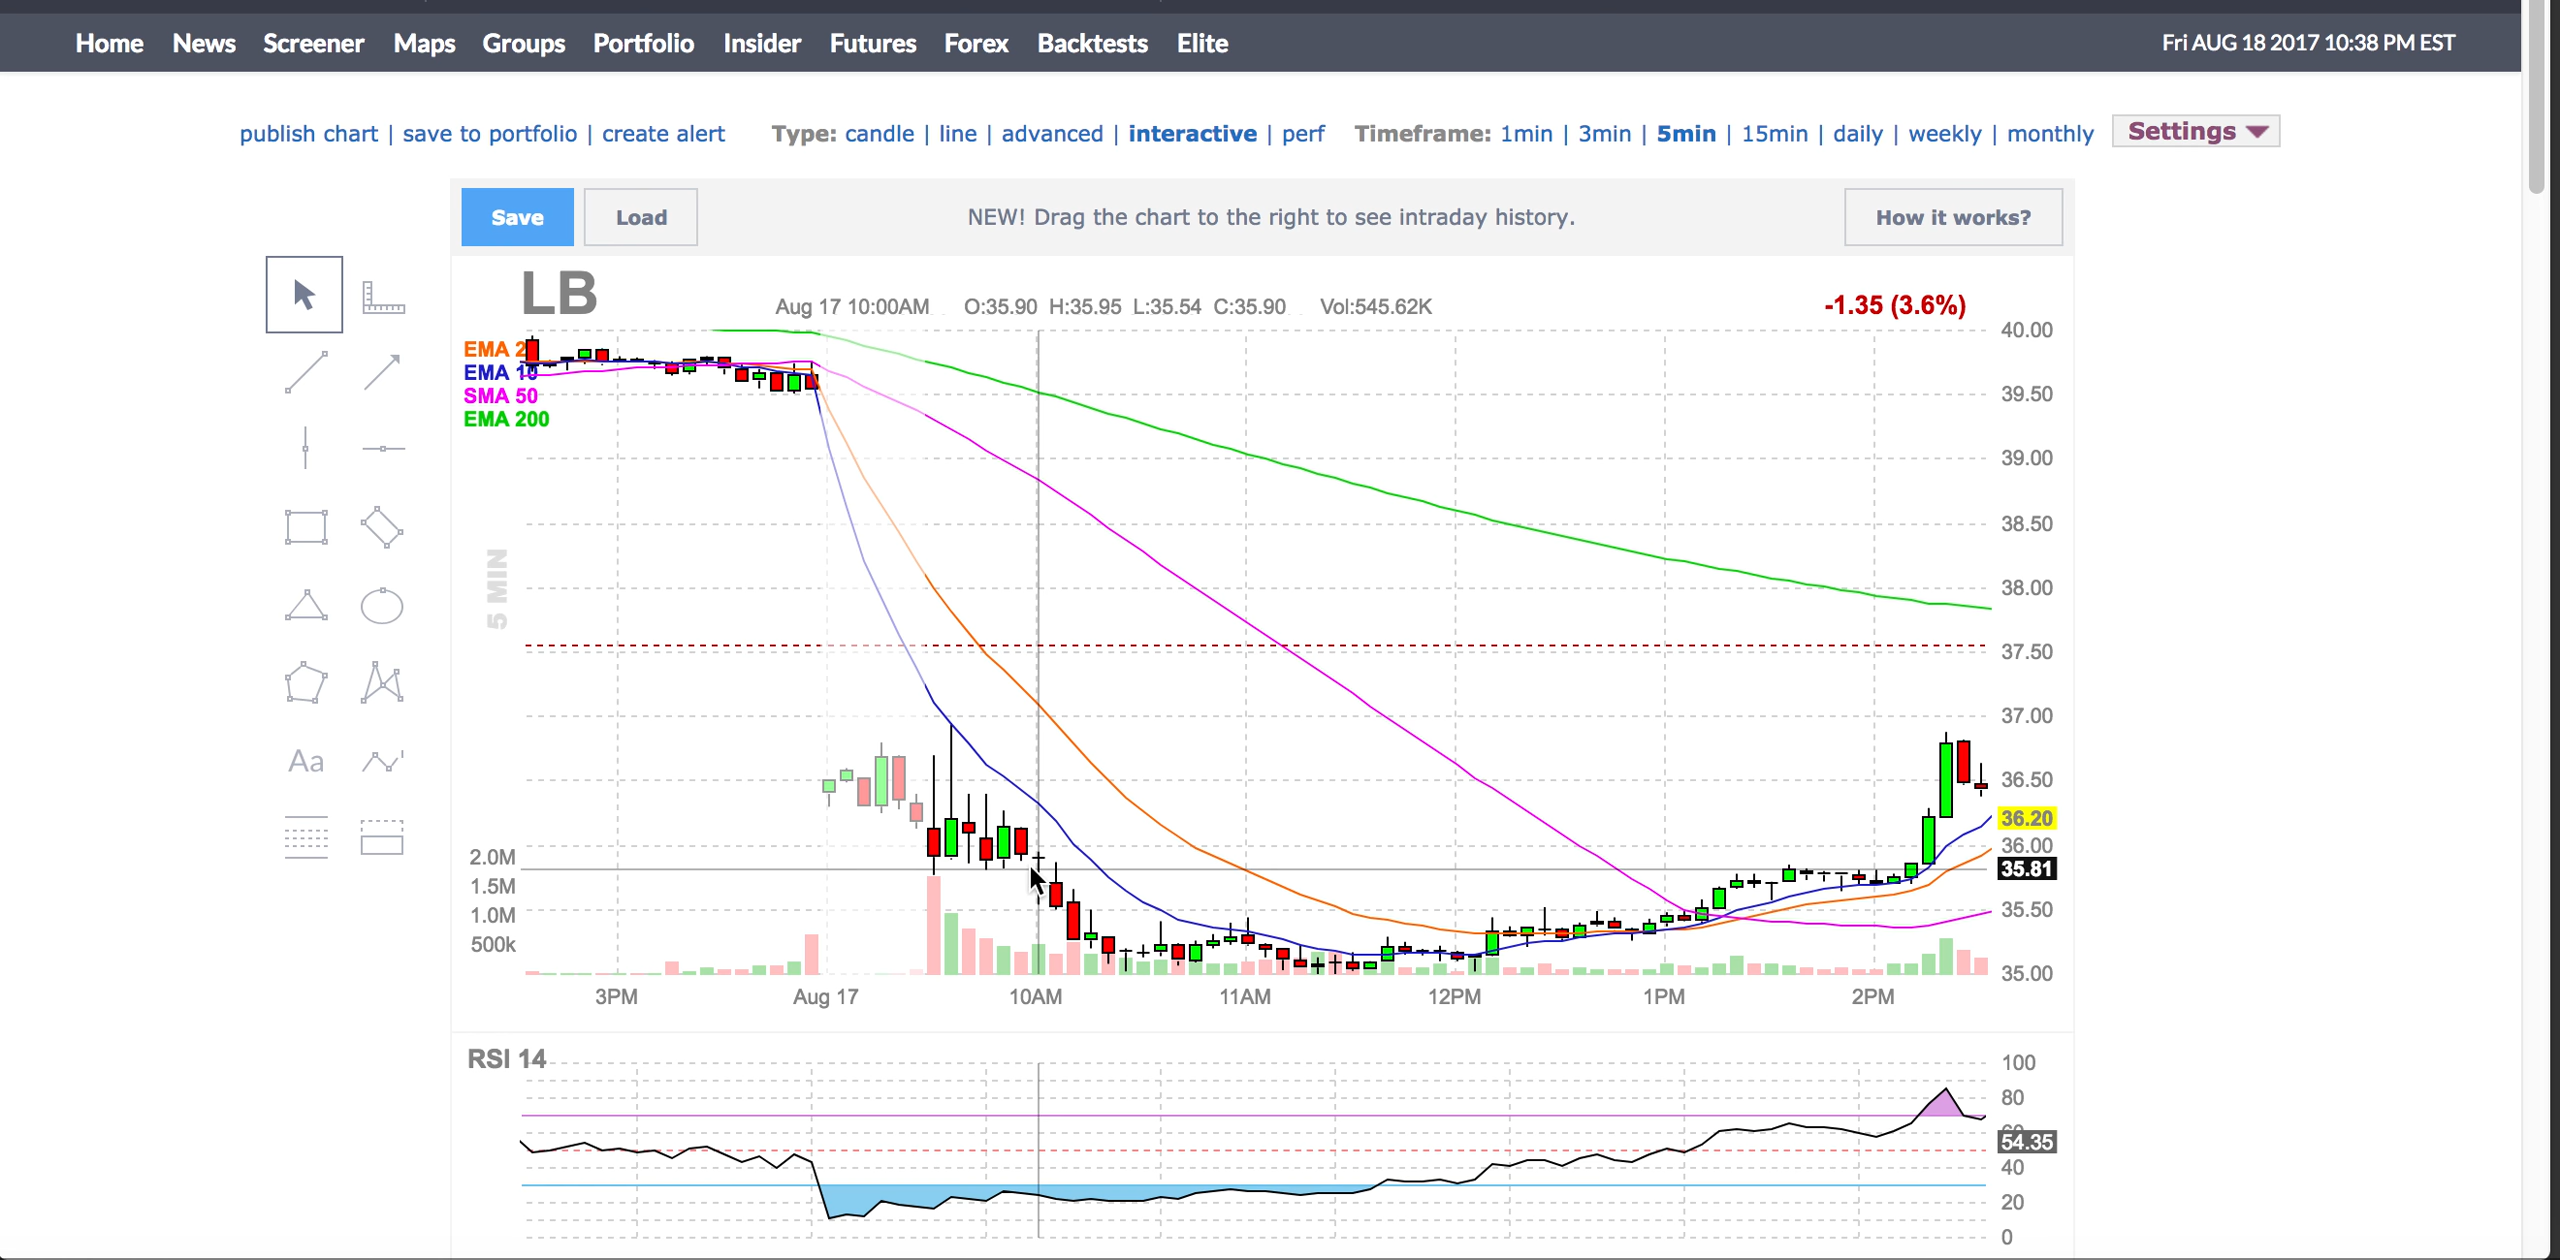 Home News Screener Maps Groups Portfolio Insider Futures Forex Backtests Elite Fri AUG 18 2017 10:38 PM EST
publish chart | save to portfolio | create alert Type: candle | line | advanced | interactive | perf Timeframe: 1min | 3min | 5min | 15min | daily | weekly | monthly Settings
Save Load NEW! Drag the chart to the right to see intraday history. How it works?
LB Aug 17 10:00AM O:35.90 H:35.95 L:35.54 C:35.90 Vol:545.62K -1.35 (3.6%)
40.00
EMA 2
EMA 10
SMA 50
39.50
EMA 200
39.00
38.50
5 MIN
38.00
37.50
37.00
Aa
36.50
36.20
36.00
2.0M
35.81
1.5M
1.0M
35.50
500k
35.00
3PM Aug 17 10AM 11AM 12PM 1PM 2PM
RSI 14
100
80
54.35
40
20
0